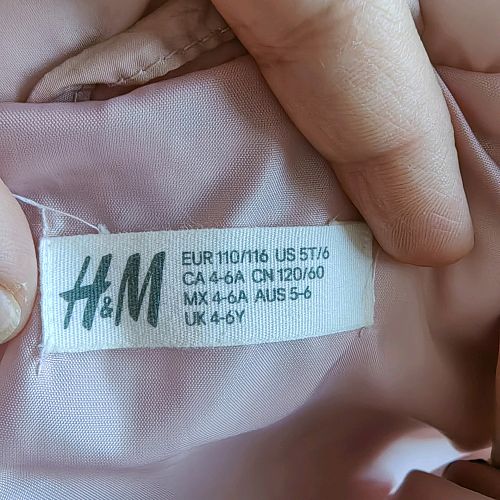 H&M
EUR 110/116 US 5T/6
CA 4-6A CN 120/60
MX 4-6A AUS 5-6
UK 4-6Y